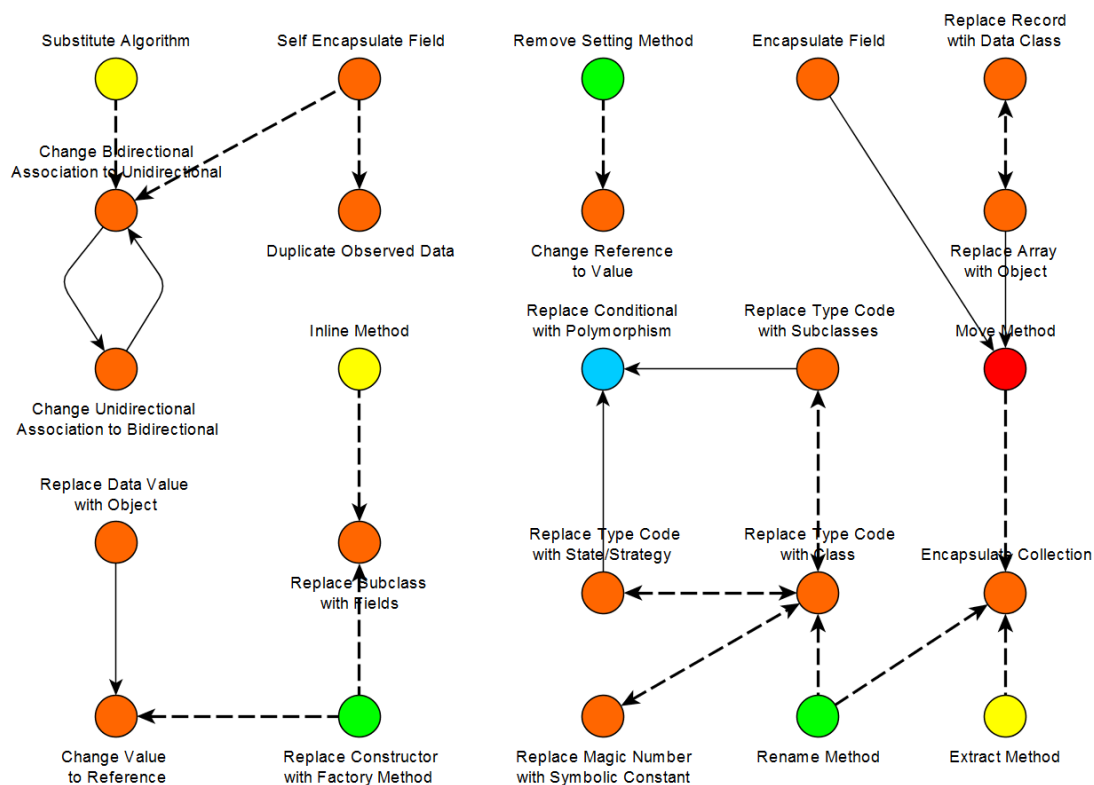 Substitute Algorithm
Self Encapsulate Field
Remove Setting Method
Encapsulate Field
Replace Record
wtih Data Class
Change Bidirectional
Association to Unidirectional
Duplicate Observed Data
Change Reference
to Value
Replace Array
with Object
Inline Method
Replace Conditional
with Polymorphism
Replace Type Code
with Subclasses
Move Method
Change Unidirectional
Association to Bidirectional
Replace Data Value
with Object
Replace Subclass
with Fields
Replace Type Code
with State/Strategy
Replace Type Code
with Class
Encapsulate Collection
Change Value
to Reference
Replace Constructor
with Factory Method
Replace Magic Number
with Symbolic Constant
Rename Method
Extract Method